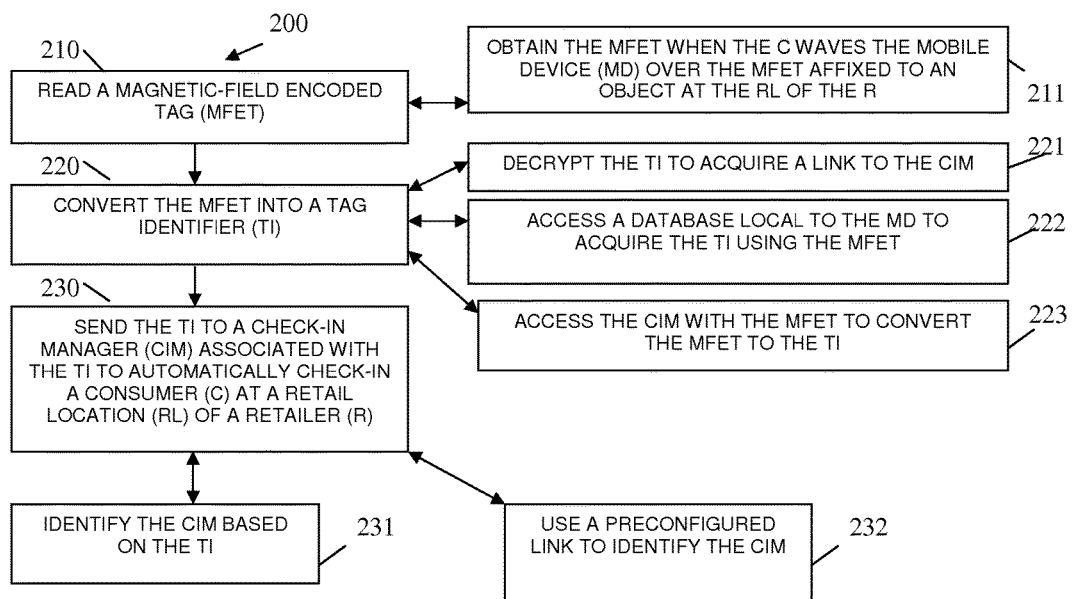 200
210
READ A MAGNETIC-FIELD ENCODED
TAG (MFET)
OBTAIN THE MFET WHEN THE C WAVES THE MOBILE
DEVICE (MD) OVER THE MFET AFFIXED TO AN
OBJECT AT THE RL OF THE R
211
220
CONVERT THE MFET INTO A TAG
IDENTIFIER (TI)
DECRYPT THE TI TO ACQUIRE A LINK TO THE CIM
221
ACCESS A DATABASE LOCAL TO THE MD TO
ACQUIRE THE TI USING THE MFET
222
ACCESS THE CIM WITH THE MFET TO CONVERT
THE MFET TO THE TI
223
230
SEND THE TI TO A CHECK-IN
MANAGER (CIM) ASSOCIATED WITH
THE TI TO AUTOMATICALLY CHECK-IN
A CONSUMER (C) AT A RETAIL
LOCATION (RL) OF A RETAILER (R)
IDENTIFY THE CIM BASED
ON THE TI
231
USE A PRECONFIGURED
LINK TO IDENTIFY THE CIM
232